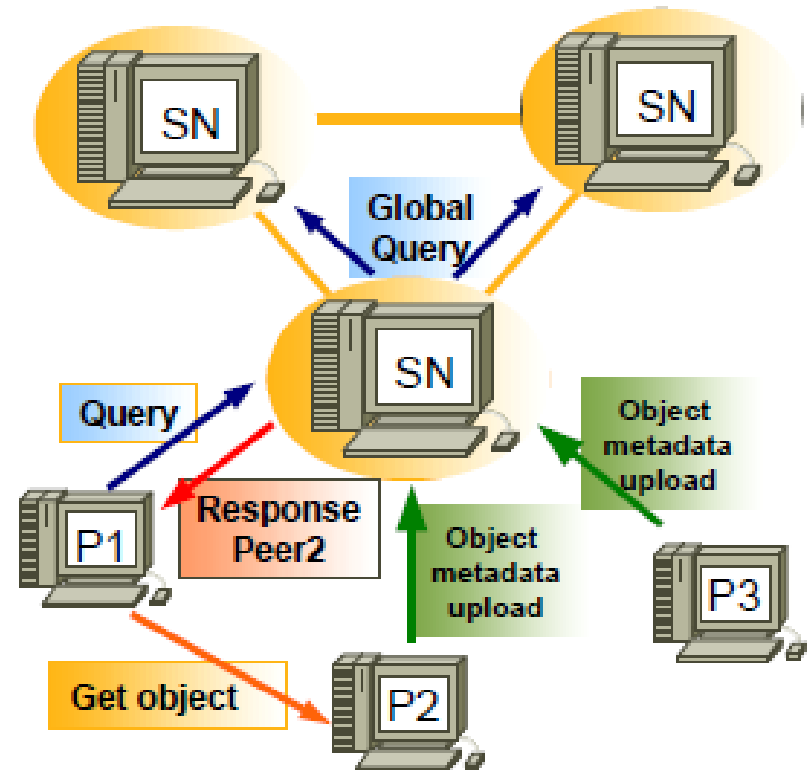 SN
SN
Global
Query
SN
Query
Object
metadata
upload
Response
Peer2
P1
Object
metadata
upload
P3
Get object
P2